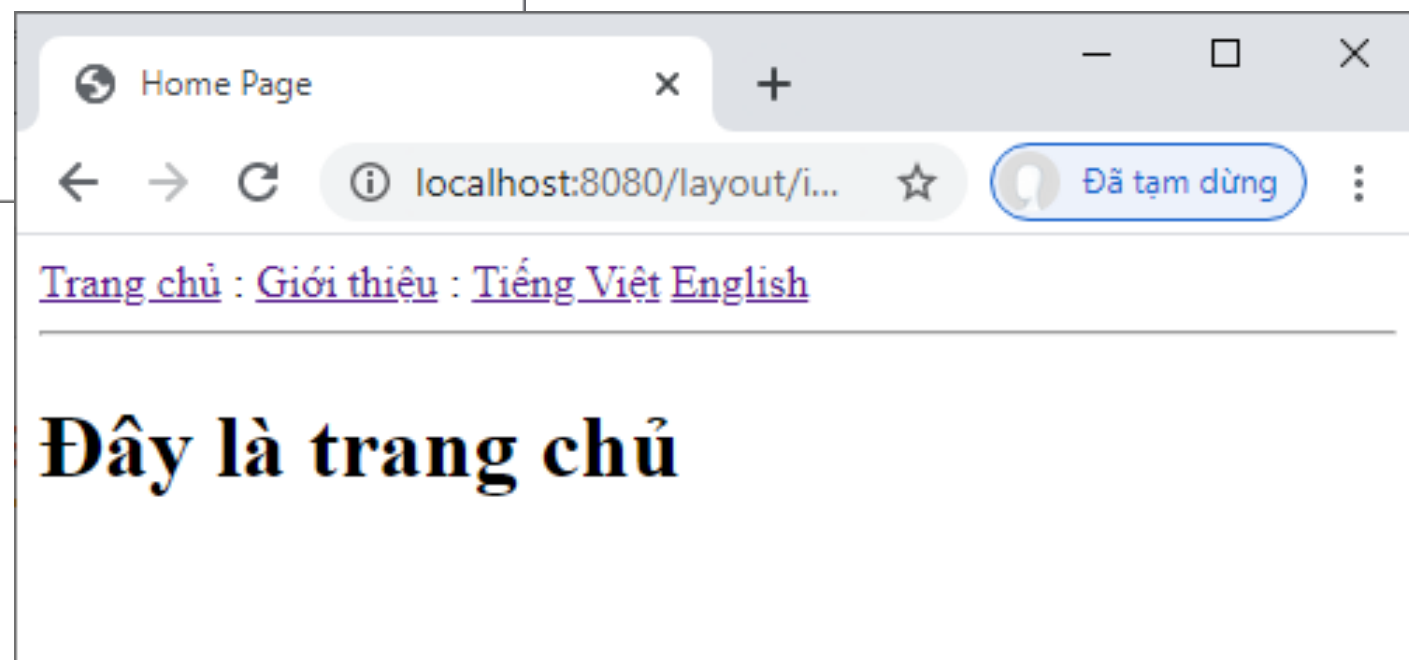 Home Page
localhost:8080/layout/i...
Đã tạm dừng
Trang chủ : Giới thiệu : Tiếng Việt English
Đây là trang chủ